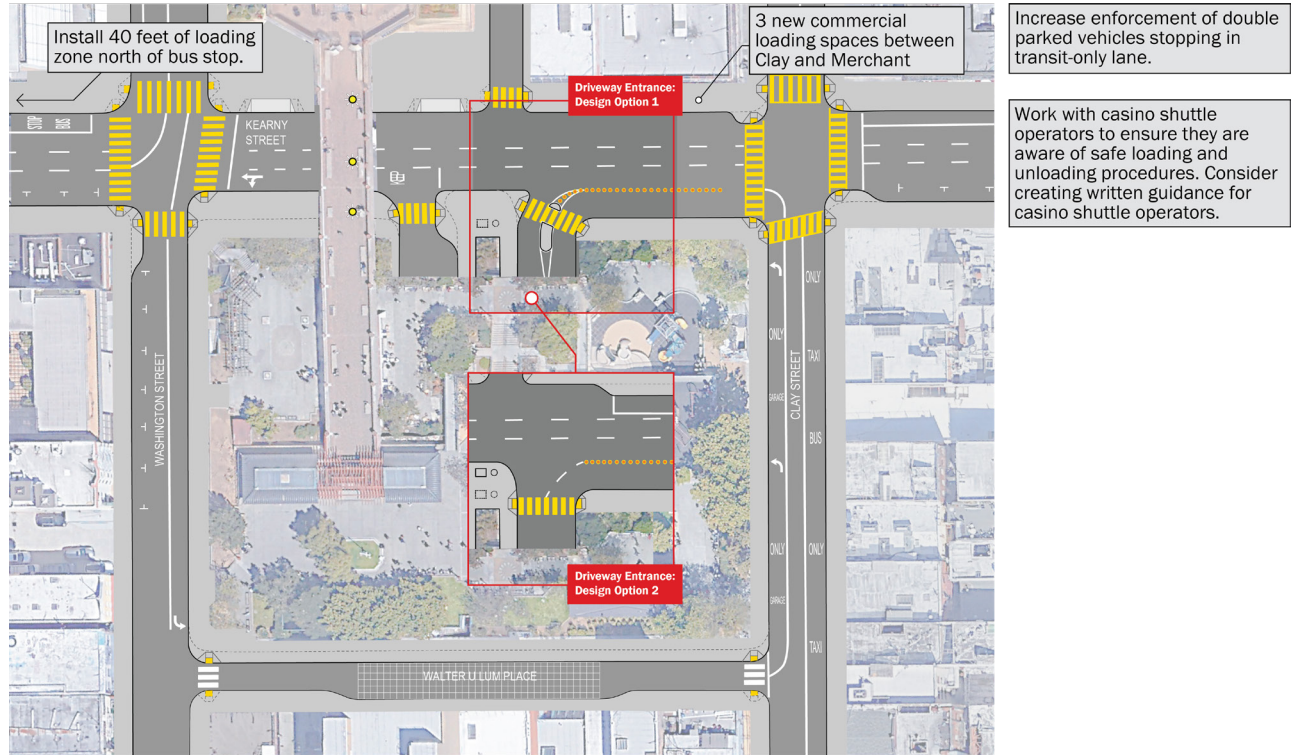 Install 40 feet of loading
zone north of bus stop.
3 new commercial
loading spaces between
Clay and Merchant
Increase enforcement of double
parked vehicles stopping in
transit-only lane.
Work with casino shuttle
operators to ensure they are
aware of safe loading and
unloading procedures. Consider
creating written guidance for
casino shuttle operators.
Driveway Entrance:
Design Option 1
STOP
BUS
KEARNY
STREET
WASHINGTON STREET
ONLY
TAXI
BUS
ONLY
TAXI
CLAY STREET
ONLY
GARAGE
ONLY
GARAGE
Driveway Entrance:
Design Option 2
WALTER U LUM PLACE